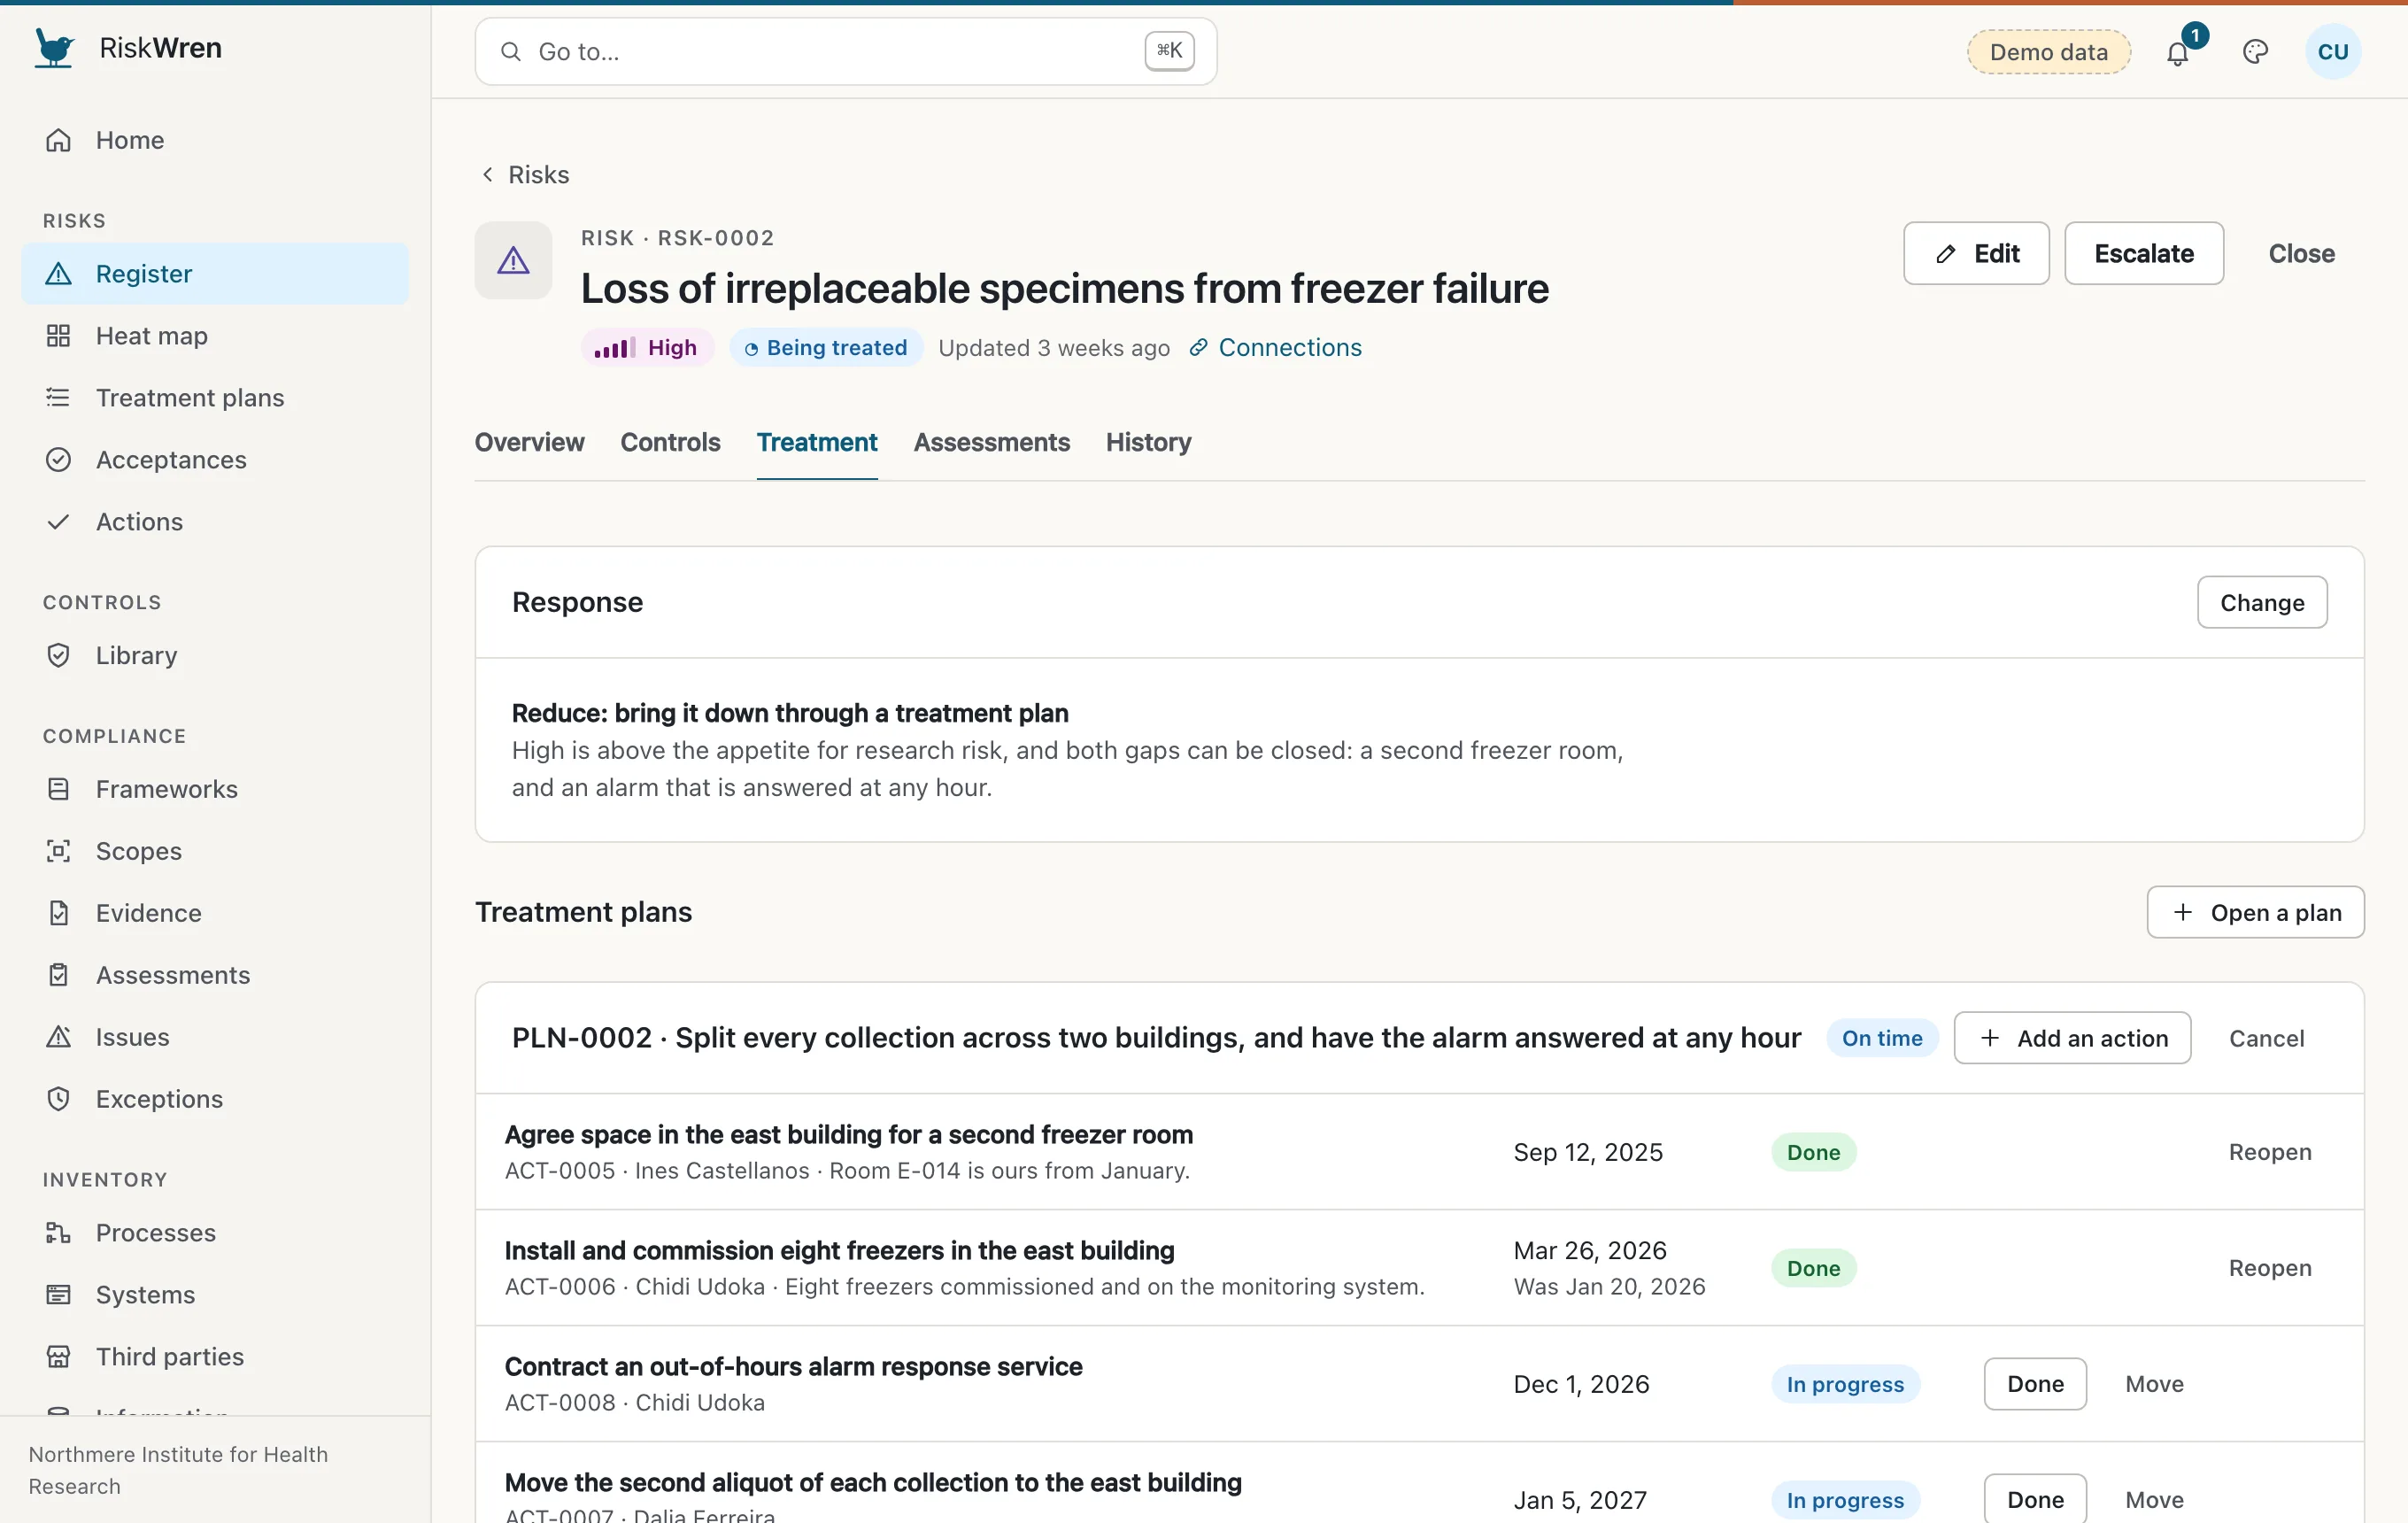 RiskWren
Go to...
⌘K
Demo data
1
CU
Home
RISKS
Register
Heat map
Treatment plans
Acceptances
Actions
CONTROLS
Library
COMPLIANCE
Frameworks
Scopes
Evidence
Assessments
Issues
Exceptions
INVENTORY
Processes
Systems
Third parties
Information
Northmere Institute for Health
Research
Risks
RISK · RSK-0002
Loss of irreplaceable specimens from freezer failure
High
Being treated
Updated 3 weeks ago
Connections
Edit
Escalate
Close
Overview
Controls
Treatment
Assessments
History
Response
Change
Reduce: bring it down through a treatment plan
High is above the appetite for research risk, and both gaps can be closed: a second freezer room,
and an alarm that is answered at any hour.
Treatment plans
Open a plan
PLN-0002 · Split every collection across two buildings, and have the alarm answered at any hour
On time
Add an action
Cancel
Agree space in the east building for a second freezer room
ACT-0005 · Ines Castellanos · Room E-014 is ours from January.
Sep 12, 2025
Done
Reopen
Install and commission eight freezers in the east building
ACT-0006 · Chidi Udoka · Eight freezers commissioned and on the monitoring system.
Mar 26, 2026
Was Jan 20, 2026
Done
Reopen
Contract an out-of-hours alarm response service
ACT-0008 · Chidi Udoka
Dec 1, 2026
In progress
Done
Move
Move the second aliquot of each collection to the east building
ACT-0007 · Dalia Ferreira
Jan 5, 2027
In progress
Done
Move